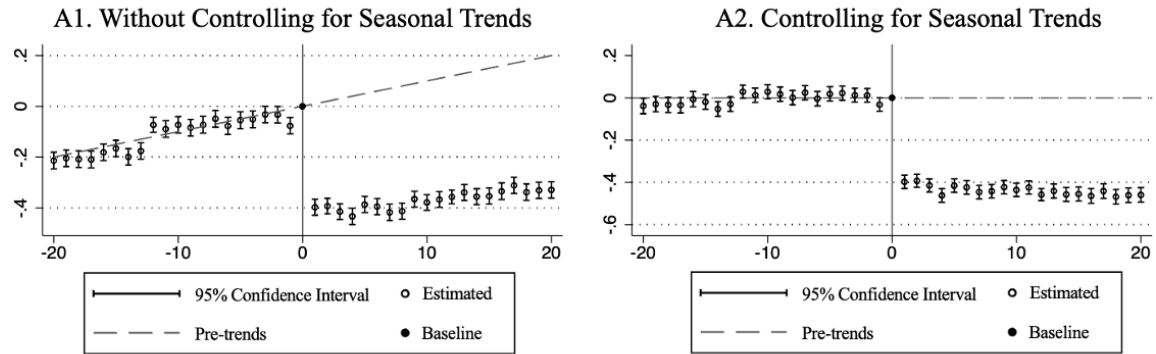 A1. Without Controlling for Seasonal Trends
.2
0
-.2
-.4
-20 -10 0 10 20
95% Confidence Interval Estimated
Pre-trends Baseline
A2. Controlling for Seasonal Trends
.2
0
-.2
-.4
-.6
-20 -10 0 10 20
95% Confidence Interval Estimated
Pre-trends Baseline